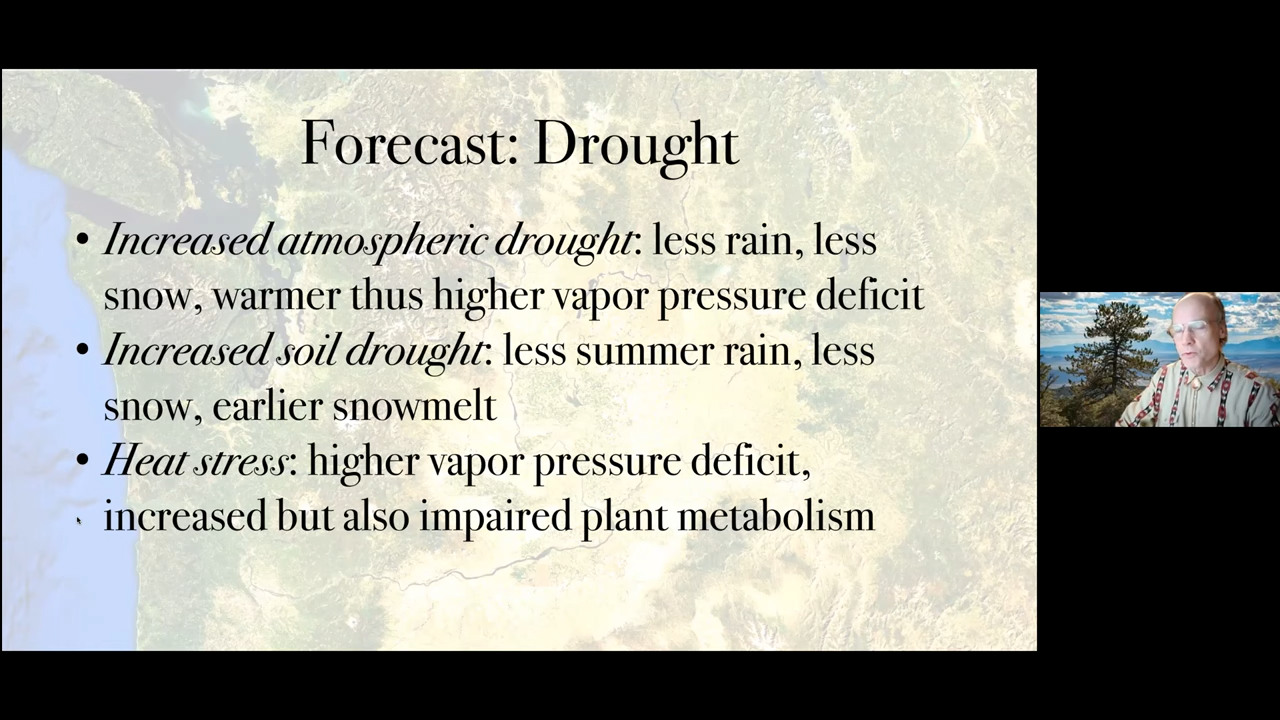 Forecast: Drought
• Increased atmospheric drought: less rain, less
snow, warmer thus higher vapor pressure deficit
• Increased soil drought: less summer rain, less
snow, earlier snowmelt
• Heat stress: higher vapor pressure deficit,
increased but also impaired plant metabolism